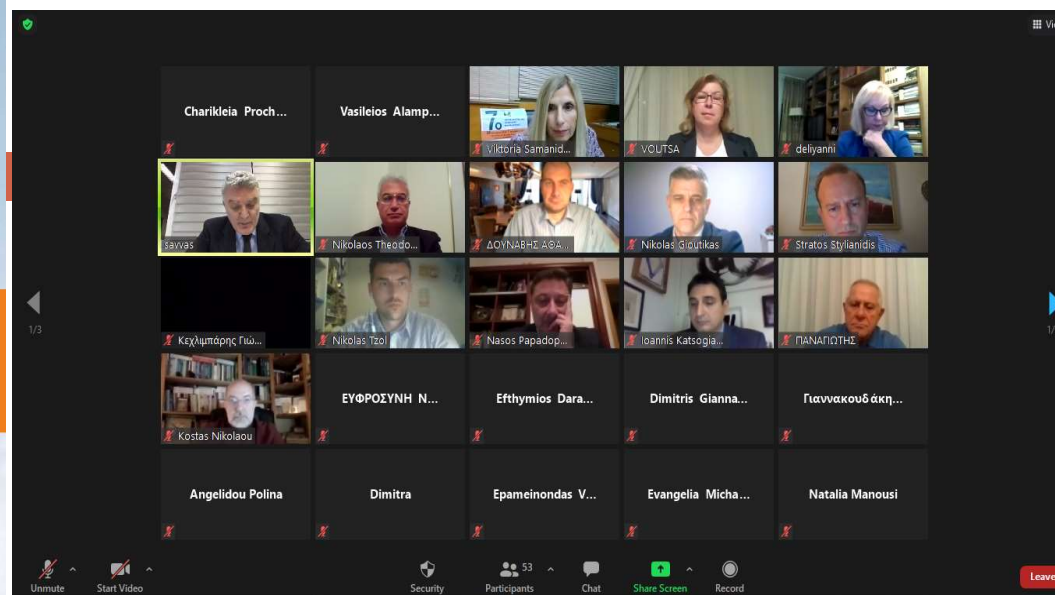 Vi
Charikleia Proch...
Vasileios Alamp...
Viktoria Samanid...
VOUTSA
deliyanni
savvas
Nikolaos Theodo...
ΔΟΥΝΑΒΗΣ ΑΘΑ...
Nikolas Gioutikas
Stratos Stylianidis
Κεχλιμπάρης Γιώ...
Nikolas Tzol
Nasos Papadop...
Ioannis Katsogia...
ΠΑΝΑΓΙΩΤΗΣ
1/3
1/
Kostas Nikolaou
ΕΥΦΡΟΣΥΝΗ Ν...
Efthymios Dara...
Dimitris Gianna...
Γιαννακουδάκη...
Angelidou Polina
Dimitra
Epameinondas V...
Evangelia Micha...
Natalia Manousi
Unmute
Start Video
Security
53
Participants
Chat
Share Screen
Record
Leave